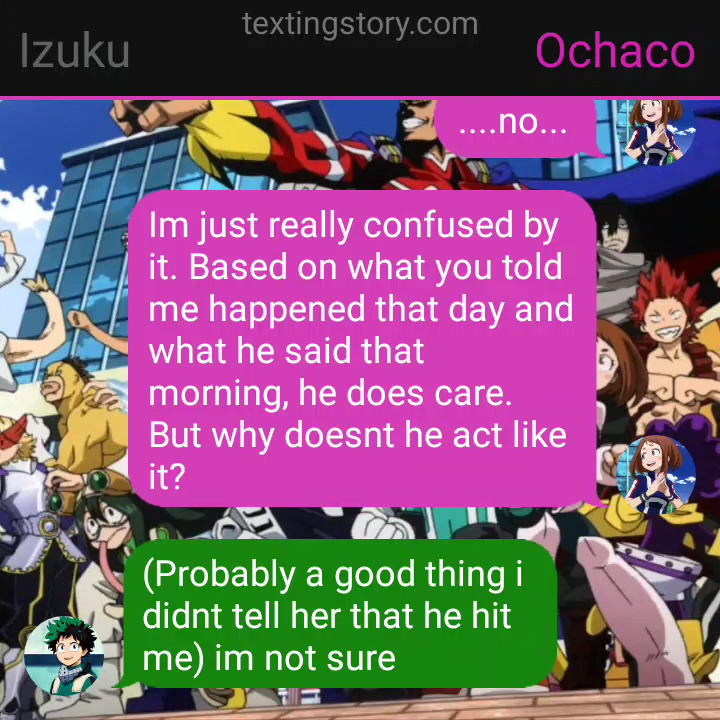 textingstory.com
Izuku
Ochaco
....no...
Im just really confused by
it. Based on what you told
me happened that day and
what he said that
morning, he does care.
But why doesnt he act like
it?
(Probably a good thing i
didnt tell her that he hit
me) im not sure